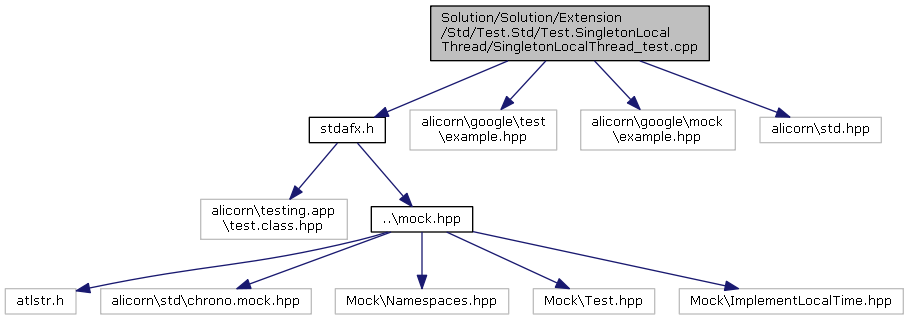 Solution/Solution/Extension
/Std/Test.Std/Test.SingletonLocal
Thread/SingletonLocalThread_test.cpp
stdafx.h
alicorn\google\test
\example.hpp
alicorn\google\mock
\example.hpp
alicorn\std.hpp
alicorn\testing.app
\test.class.hpp
..\mock.hpp
atlstr.h
alicorn\std\chrono.mock.hpp
Mock\Namespaces.hpp
Mock\Test.hpp
Mock\ImplementLocalTime.hpp